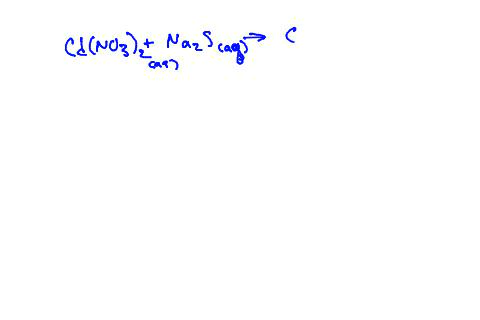 Cd(NO3)2(aq) + Na2S(aq) → C